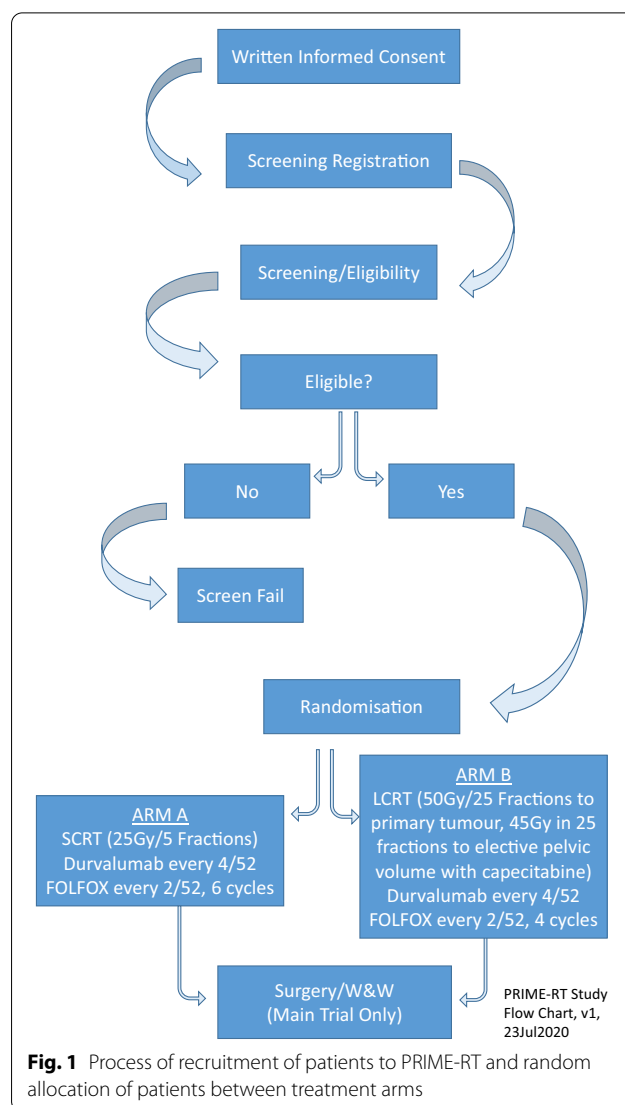 Written Informed Consent
Screening Registration
Screening/Eligibility
Eligible?
No
Yes
Screen Fail
Randomisation
ARM A
SCRT (25Gy/5 Fractions)
Durvalumab every 4/52
FOLFOX every 2/52, 6 cycles
ARM B
LCRT (50Gy/25 Fractions to
primary tumour, 45Gy in 25
fractions to elective pelvic
volume with capecitabine)
Durvalumab every 4/52
FOLFOX every 2/52, 4 cycles
Surgery/W&W
(Main Trial Only)
PRIME-RT Study
Flow Chart, v1,
23Jul2020
Fig. 1 Process of recruitment of patients to PRIME-RT and random
allocation of patients between treatment arms